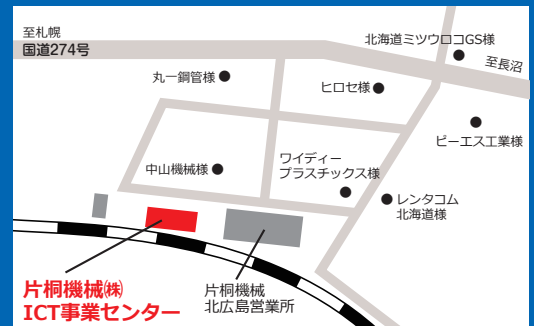 至札幌
国道274号
北海道ミツウロコGS様
至長沼
丸一鋼管様
ヒロセ様
ピーエス工業様
中山機械様
ワイディー
プラスチックス様
レンタコム
北海道様
片桐機械㈱
ICT事業センター
片桐機械
北広島営業所